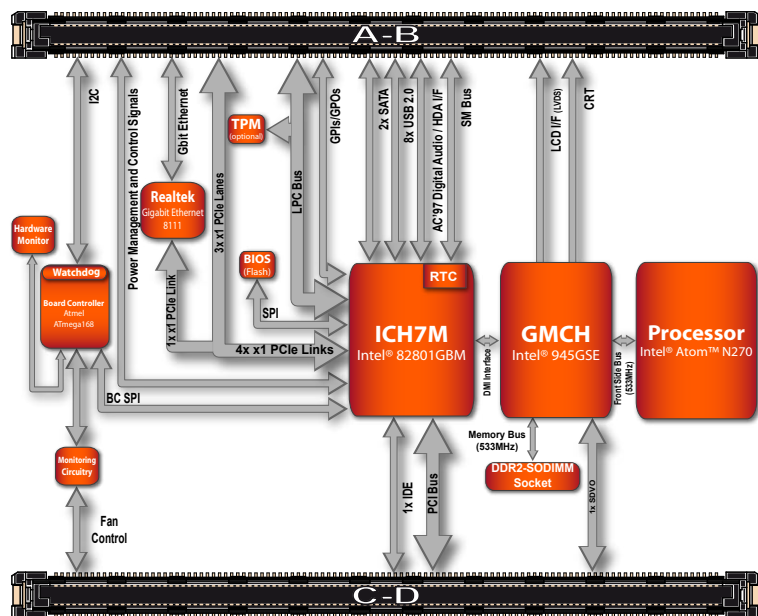 A-B
I2C
Power Management and Control Signals
Gbit Ethernet
3x x1 PCIe Lanes
TPM
(optional)
LPC Bus
GPIs/GPOs
2x SATA
8x USB 2.0
AC'97 Digital Audio / HDA I/F
SM Bus
LCD I/F (LVDS)
CRT
Realtek
Gigabit Ethernet
8111
Hardware
Monitor
Watchdog
Board Controller
Atmel
ATmega168
BIOS
(Flash)
SPI
1x x1 PCIe Link
4x x1 PCIe Links
BC SPI
RTC
ICH7M
Intel® 82801GBM
DMI Interface
GMCH
Intel® 945GSE
Front Side Bus
(533MHz)
Processor
Intel® Atom™ N270
Memory Bus
(533MHz)
DDR2-SODIMM
Socket
Monitoring
Circuitry
Fan
Control
1x IDE
PCI Bus
1x SDVO
C-D